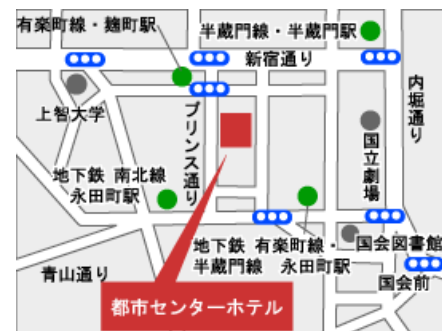 有楽町線・麹町駅
半蔵門線・半蔵門駅
新宿通り
内堀通り
上智大学
プリンス通り
国立劇場
地下鉄 南北線
永田町駅
地下鉄 有楽町線・
半蔵門線 永田町駅
国会図書館
国会前
青山通り
都市センターホテル